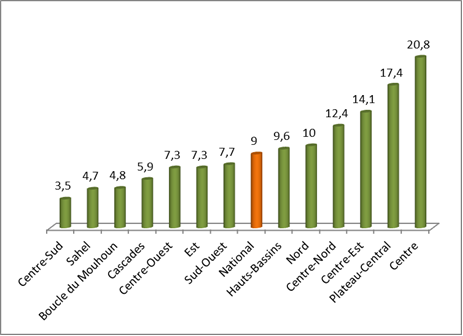 3,5
4,7
4,8
5,9
7,3
7,3
7,7
9
9,6
10
12,4
14,1
17,4
20,8
Centre-Sud
Sahel
Boucle du Mouhoun
Cascades
Centre-Ouest
Est
Sud-Ouest
National
Hauts-Bassins
Nord
Centre-Nord
Centre-Est
Plateau-Central
Centre